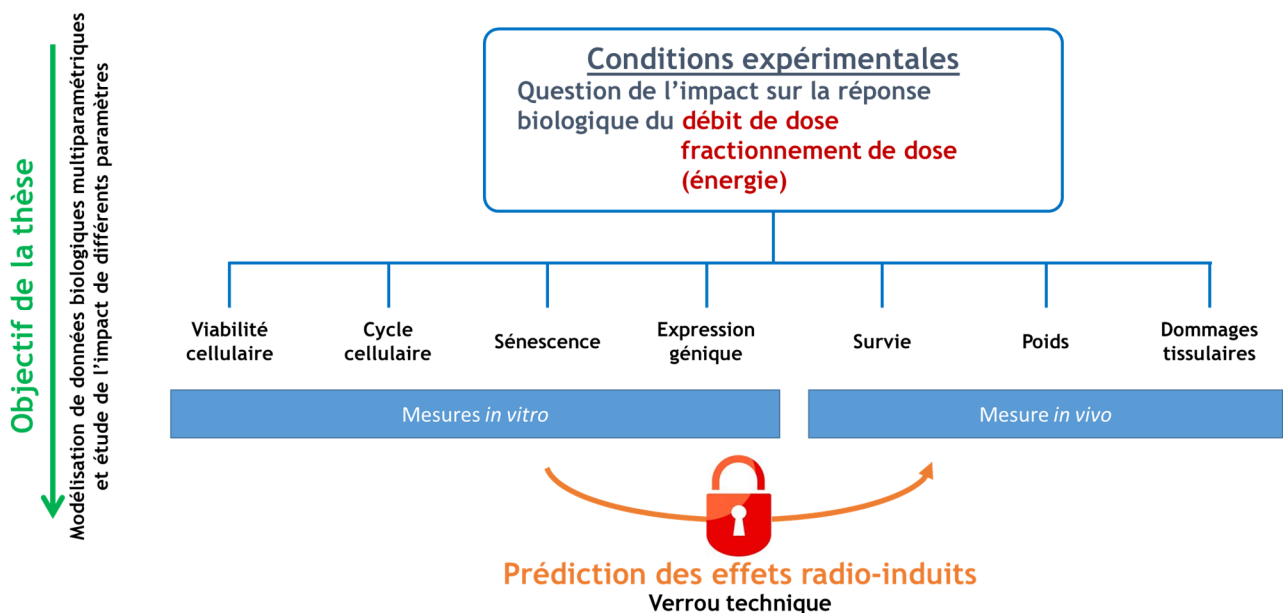 Objectif de la thèse
Modélisation de données biologiques multiparamétriques
et étude de l'impact de différents paramètres
Conditions expérimentales
Question de l'impact sur la réponse
biologique du débit de dose
fractionnement de dose
(énergie)
Viabilité
cellulaire
Cycle
cellulaire
Sénescence
Expression
génique
Survie
Poids
Dommages
tissulaires
Mesures in vitro
Mesure in vivo
Prédiction des effets radio-induits
Verrou technique